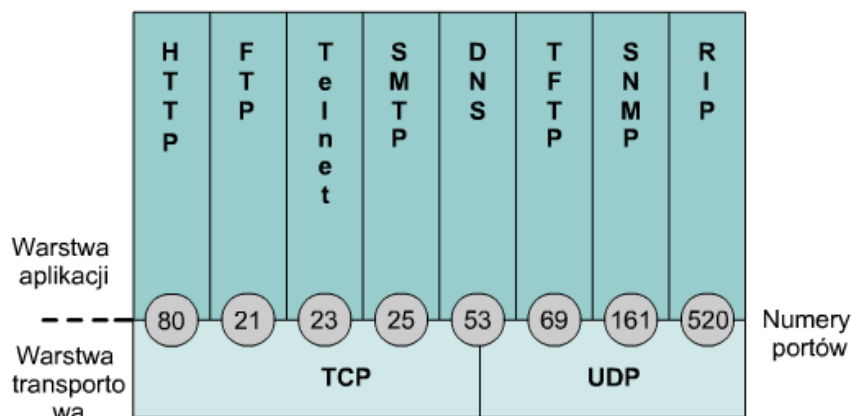 HTTP
FTP
Telnet
SMTP
DNS
TFTP
SNMP
RIP
Warstwa
aplikacji
80 21 23 25 53 69 161 520
Numery
portów
Warstwa
transporto
wa
TCP UDP